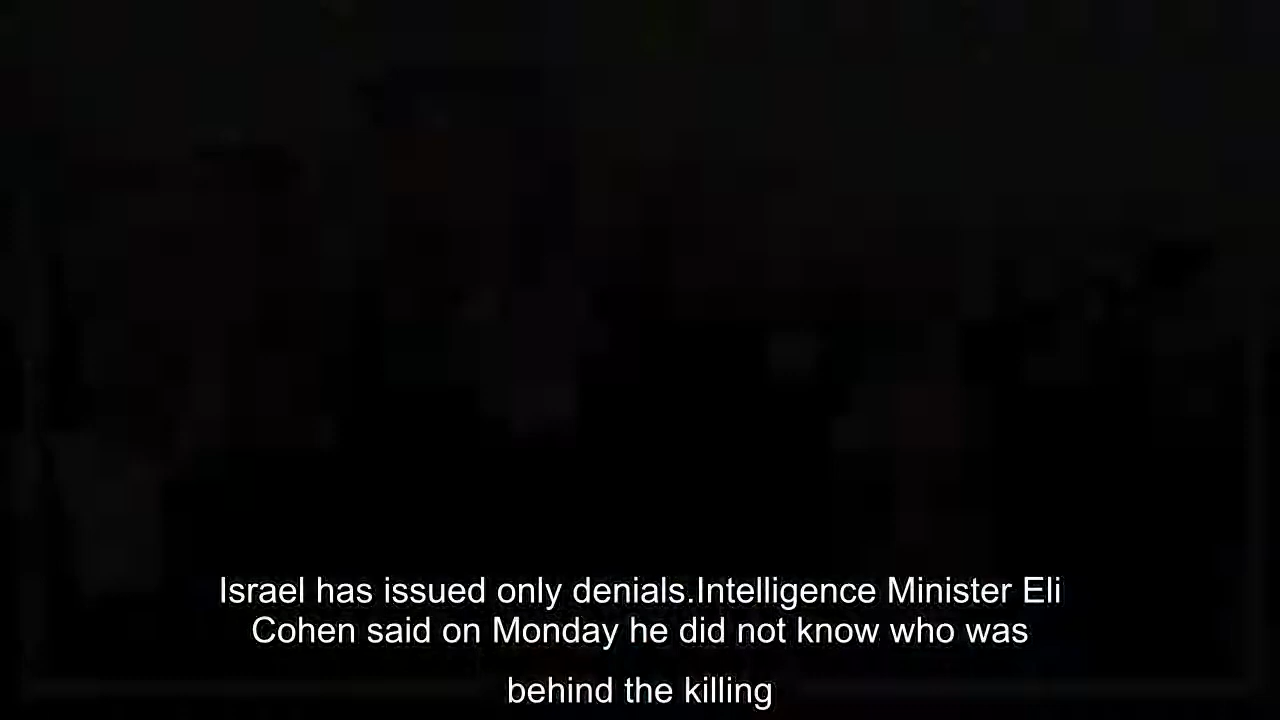 Israel has issued only denials.Intelligence Minister Eli
Cohen said on Monday he did not know who was
behind the killing